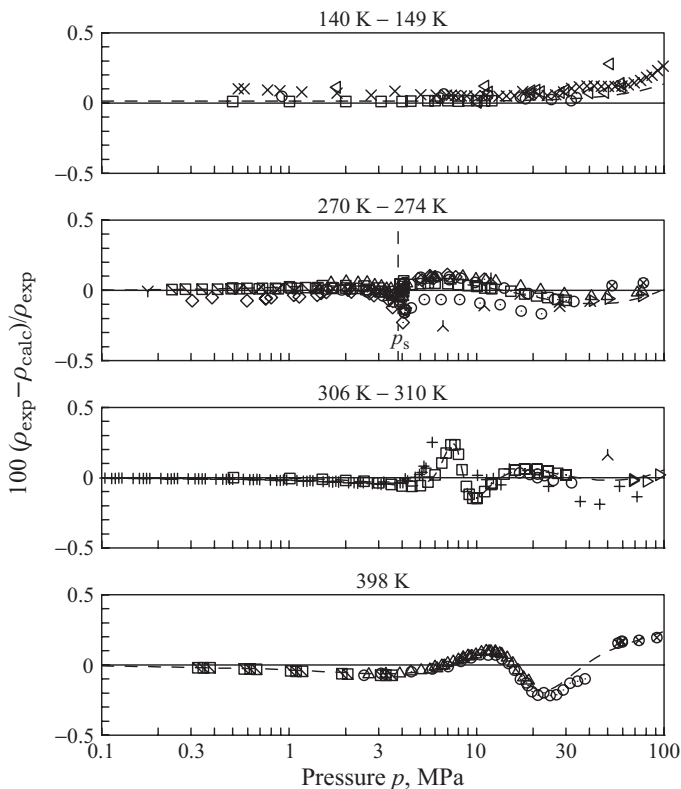 140 K – 149 K
0.5
0
–0.5
270 K – 274 K
0.5
0
–0.5
p_s
306 K – 310 K
0.5
0
–0.5
398 K
0.5
0
–0.5
0.1 0.3 1 3 10 30 100
Pressure p, MPa
100 (ρ_exp–ρ_calc)/ρ_exp